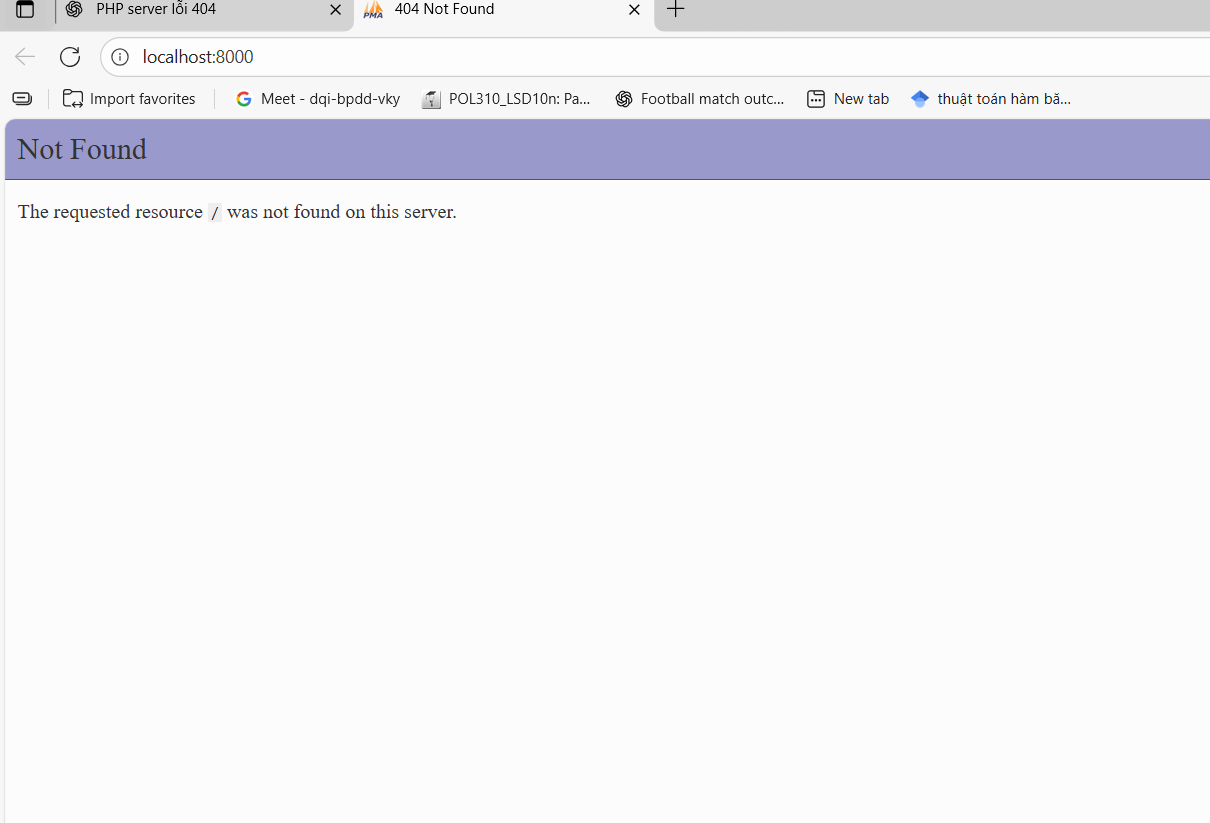 PHP server lỗi 404
PMA 404 Not Found
localhost:8000
Import favorites Meet - dqi-bpdd-vky POL310_LSD10n: Pa... Football match outc... New tab thuật toán hàm bă...
Not Found
The requested resource / was not found on this server.